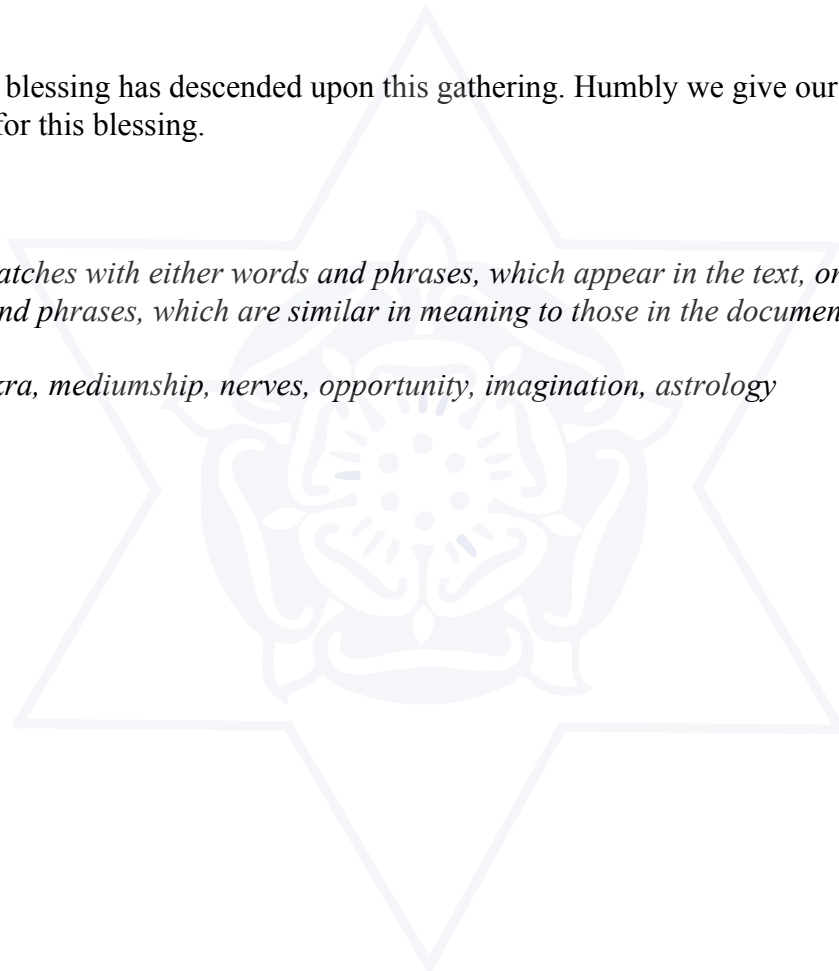 blessing has descended upon this gathering. Humbly we give our
for this blessing.
atches with either words and phrases, which appear in the text, or
nd phrases, which are similar in meaning to those in the documen
kra, mediumship, nerves, opportunity, imagination, astrology